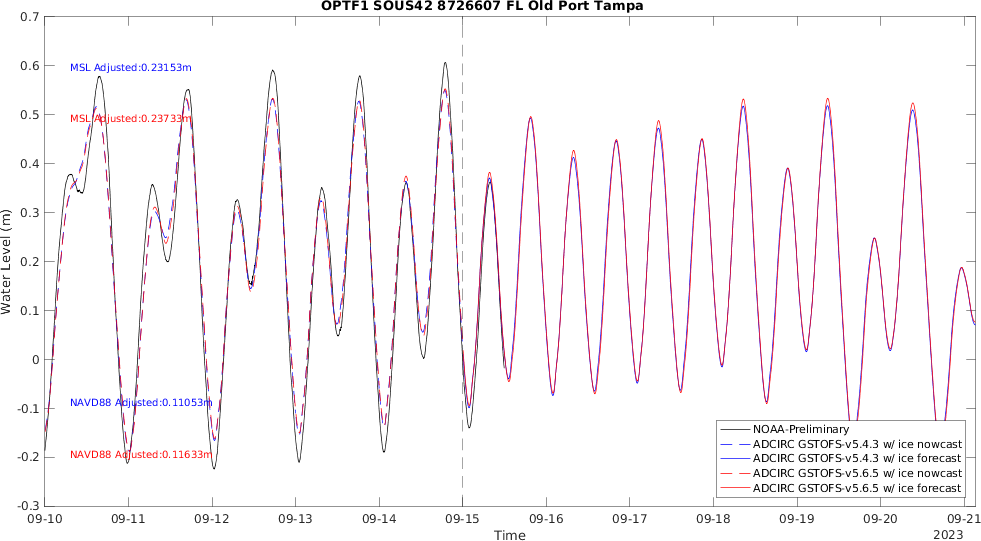 OPTF1 SOUS42 8726607 FL Old Port Tampa
0.7
0.6
0.5
0.4
0.3
0.2
0.1
0
-0.1
-0.2
-0.3
Water Level (m)
MSL Adjusted:0.23153m
MSL Adjusted:0.23733m
NAVD88 Adjusted:0.11053m
NAVD88 Adjusted:0.11633m
NOAA-Preliminary
ADCIRC GSTOFS-v5.4.3 w/ ice nowcast
ADCIRC GSTOFS-v5.4.3 w/ ice forecast
ADCIRC GSTOFS-v5.6.5 w/ ice nowcast
ADCIRC GSTOFS-v5.6.5 w/ ice forecast
09-10 09-11 09-12 09-13 09-14 09-15 09-16 09-17 09-18 09-19 09-20 09-21
Time
2023